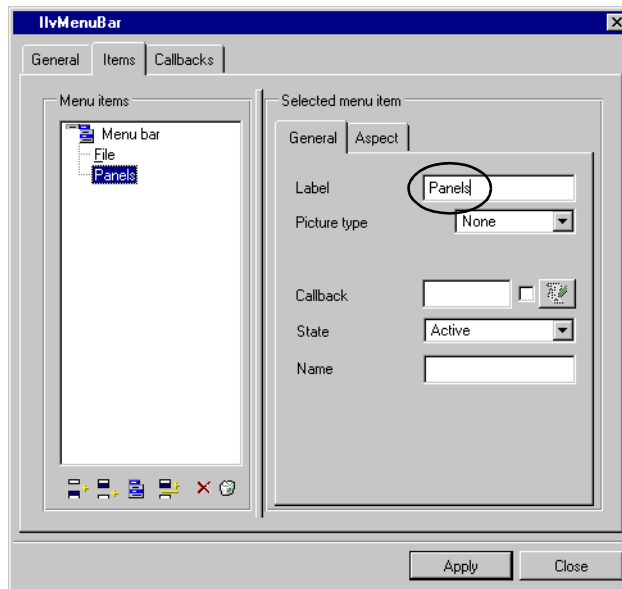 IlvMenuBar
General Items Callbacks
Menu items
Menu bar
File
Panels
Selected menu item
General Aspect
Label Panels
Picture type None
Callback
State Active
Name
Apply Close